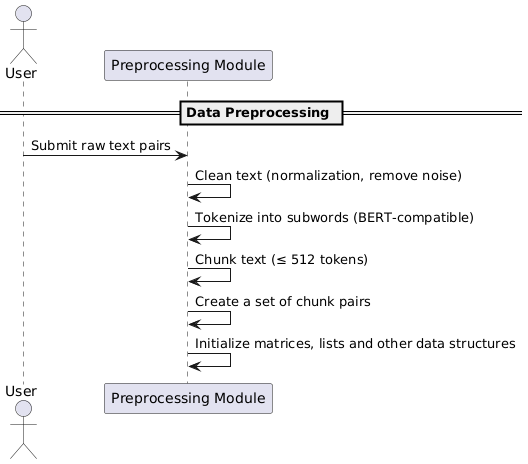 User
Preprocessing Module
Data Preprocessing
Submit raw text pairs
Clean text (normalization, remove noise)
Tokenize into subwords (BERT-compatible)
Chunk text (≤ 512 tokens)
Create a set of chunk pairs
Initialize matrices, lists and other data structures
User
Preprocessing Module